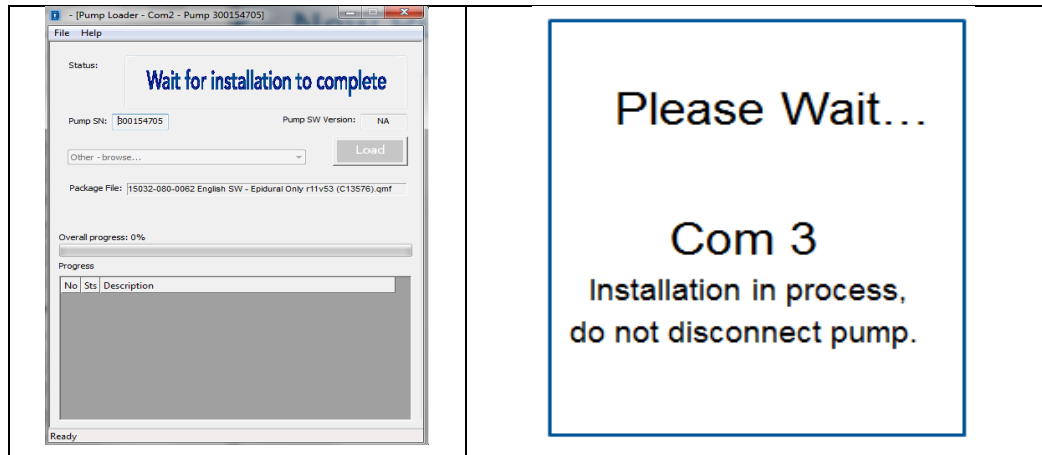 - [Pump Loader - Com2 - Pump 300154705]
File Help
Status:
Wait for installation to complete
Pump SN: 300154705 Pump SW Version: NA
Other - browse... Load
Package File: 15032-080-0062 English SW - Epidural Only r11v53 (C13576).qmf
Overall progress: 0%
Progress
No Sts Description
Ready
Please Wait...
Com 3
Installation in process,
do not disconnect pump.